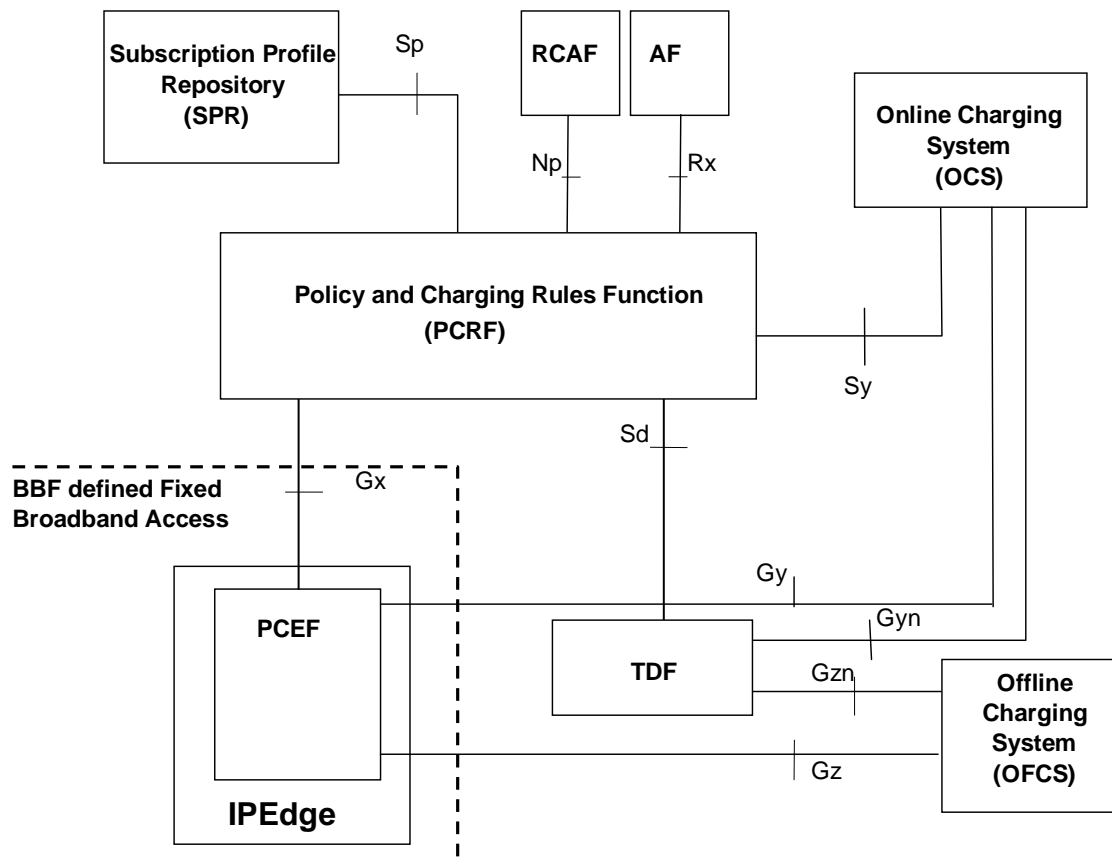 Subscription Profile
Repository
(SPR)
Sp
RCAF
AF
Online Charging
System
(OCS)
Np
Rx
Policy and Charging Rules Function
(PCRF)
Sy
Sd
Gx
BBF defined Fixed
Broadband Access
Gy
Gyn
PCEF
TDF
Gzn
Offline
Charging
System
(OFCS)
Gz
IPEdge